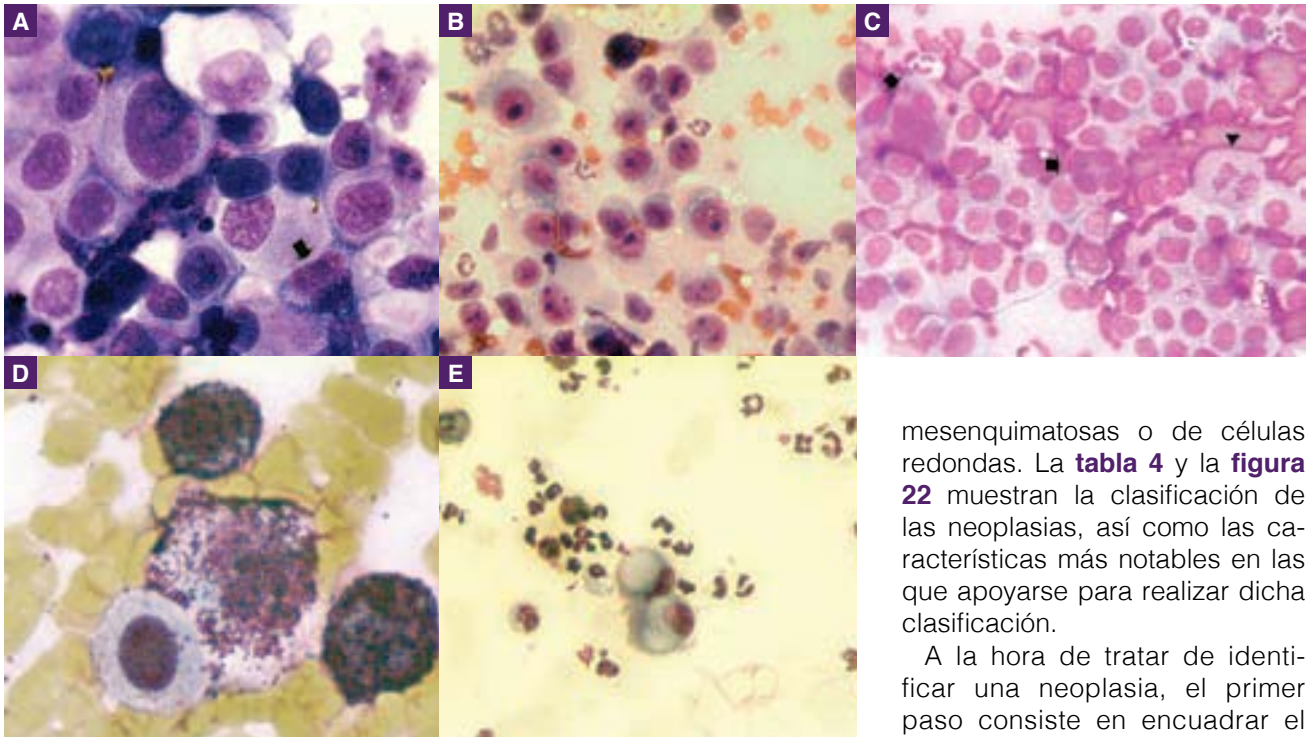 A
B
C
D
E
mesenquimatosas o de células
redondas. La tabla 4 y la figura
22 muestran la clasificación de
las neoplasias, así como las ca-
racterísticas más notables en las
que apoyarse para realizar dicha
clasificación.
A la hora de tratar de identi-
ficar una neoplasia, el primer
paso consiste en encuadrar el